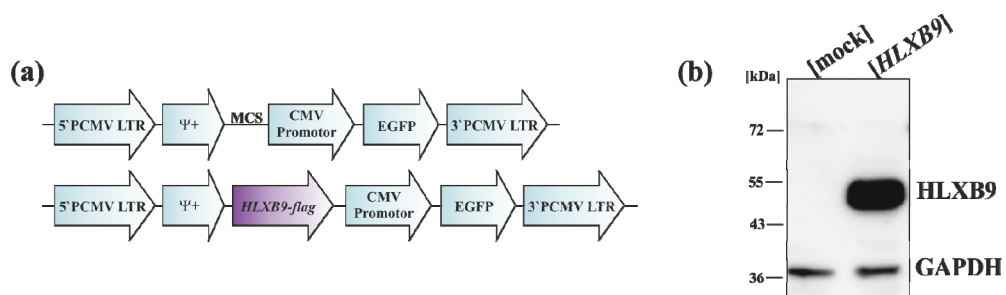 (a)
5`PCMV LTR Ψ+ MCS CMV Promotor EGFP 3`PCMV LTR
5`PCMV LTR Ψ+ HLXB9-flag CMV Promotor EGFP 3`PCMV LTR
(b)
[mock] [HLXB9]
[kDa]
72
55
HLXB9
43
GAPDH
36